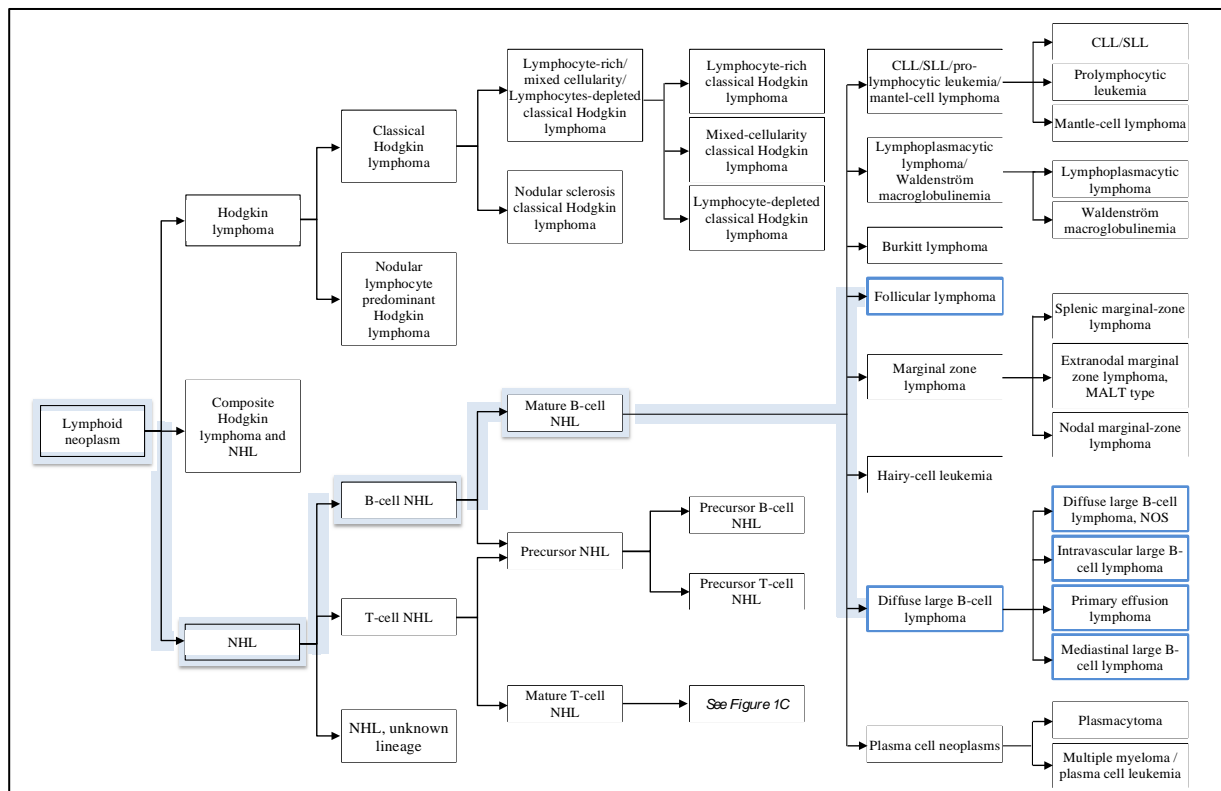 Lymphoid
neoplasm
Hodgkin
lymphoma
Composite
Hodgkin
lymphoma and
NHL
NHL
Classical
Hodgkin
lymphoma
Nodular
lymphocyte
predominant
Hodgkin
lymphoma
B-cell NHL
T-cell NHL
NHL, unknown
lineage
Lymphocyte-rich/
mixed cellularity/
Lymphocytes-depleted
classical Hodgkin
lymphoma
Nodular sclerosis
classical Hodgkin
lymphoma
Mature B-cell
NHL
Precursor NHL
Mature T-cell
NHL
Lymphocyte-rich
classical Hodgkin
lymphoma
Mixed-cellularity
classical Hodgkin
lymphoma
Lymphocyte-depleted
classical Hodgkin
lymphoma
Precursor B-cell
NHL
Precursor T-cell
NHL
See Figure 1C
CLL/SLL/pro-
lymphocytic leukemia/
mantel-cell lymphoma
Lymphoplasmacytic
lymphoma/
Waldenström
macroglobulinemia
Burkitt lymphoma
Follicular lymphoma
Marginal zone
lymphoma
Hairy-cell leukemia
Diffuse large B-cell
lymphoma
Plasma cell neoplasms
CLL/SLL
Prolymphocytic
leukemia
Mantle-cell lymphoma
Lymphoplasmacytic
lymphoma
Waldenström
macroglobulinemia
Splenic marginal-zone
lymphoma
Extranodal marginal
zone lymphoma,
MALT type
Nodal marginal-zone
lymphoma
Diffuse large B-cell
lymphoma, NOS
Intravascular large B-
cell lymphoma
Primary effusion
lymphoma
Mediastinal large B-
cell lymphoma
Plasmacytoma
Multiple myeloma /
plasma cell leukemia